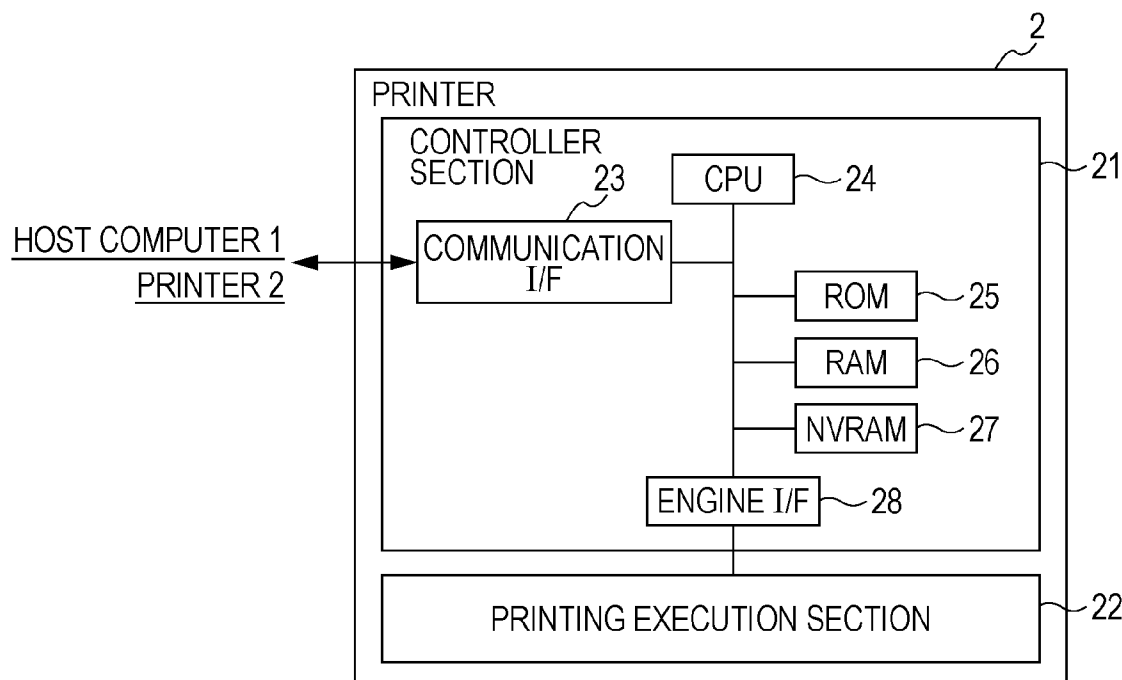 2
PRINTER
CONTROLLER
SECTION
23
CPU
24
21
HOST COMPUTER 1
PRINTER 2
COMMUNICATION
I/F
ROM
25
RAM
26
NVRAM
27
ENGINE I/F
28
PRINTING EXECUTION SECTION
22